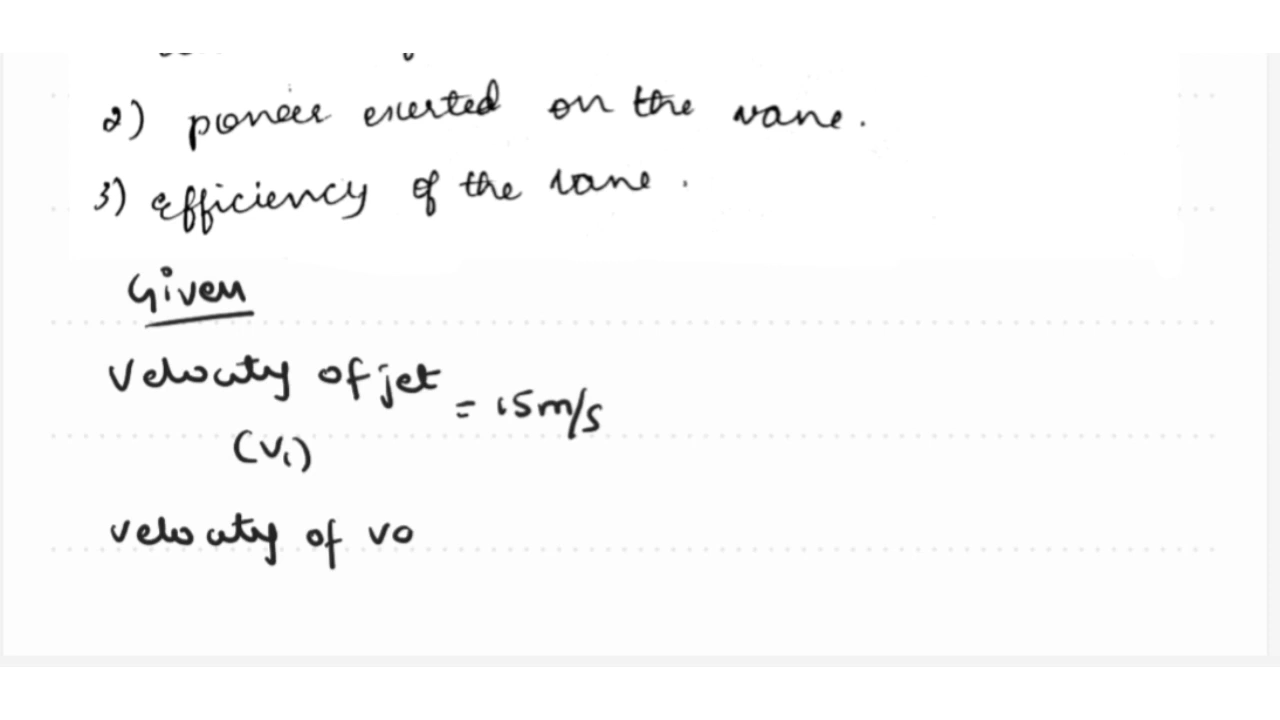 2) power exerted on the vane.
3) efficiency of the vane.
Given
Velocity of jet = 15m/s
(V₁)
velocity of va